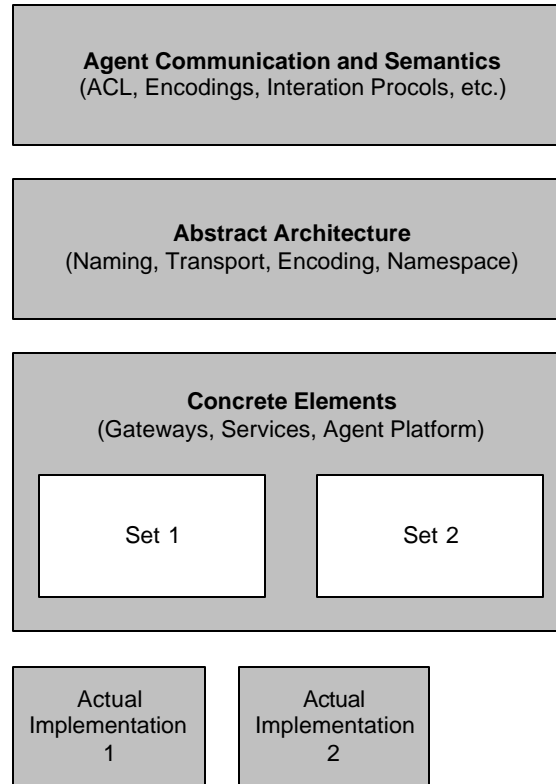 Agent Communication and Semantics
(ACL, Encodings, Interation Procols, etc.)
Abstract Architecture
(Naming, Transport, Encoding, Namespace)
Concrete Elements
(Gateways, Services, Agent Platform)
Set 1
Set 2
Actual
Implementation
1
Actual
Implementation
2